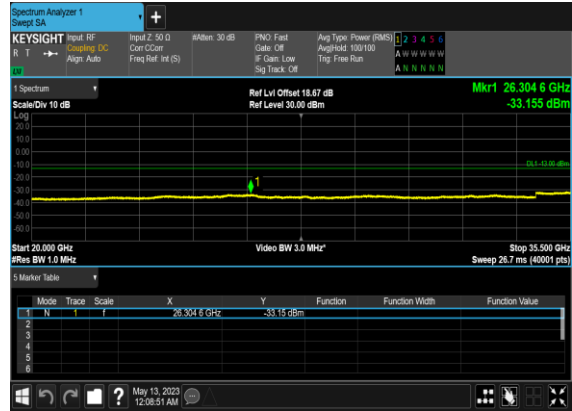 Spectrum Analyzer 1
Swept SA
+
KEYSIGHT Input: RF Input Z: 50 Ω #Atten: 30 dB PNO: Fast Avg Type: Power (RMS) 1 2 3 4 5 6
R T Coupling: DC Corr CCorr Gate: Off Avg|Hold: 100/100 A W W W W W
Align: Auto Freq Ref: Int (S) IF Gain: Low Trig: Free Run
Sig Track: Off A N N N N N
1 Spectrum Ref Lvl Offset 18.67 dB Mkr1 26.304 6 GHz
Scale/Div 10 dB Ref Level 30.00 dBm -33.155 dBm
Log
20.0
10.0
0.00
-10.0 DL1 -13.00 dBm
-20.0
-30.0 1
-40.0
-50.0
-60.0
Start 20.000 GHz Video BW 3.0 MHz* Stop 35.500 GHz
#Res BW 1.0 MHz Sweep 26.7 ms (40001 pts)
5 Marker Table
Mode Trace Scale X Y Function Function Width Function Value
1 N 1 f 26.304 6 GHz -33.15 dBm
2
3
4
5
6
? May 13, 2023
12:08:51 AM